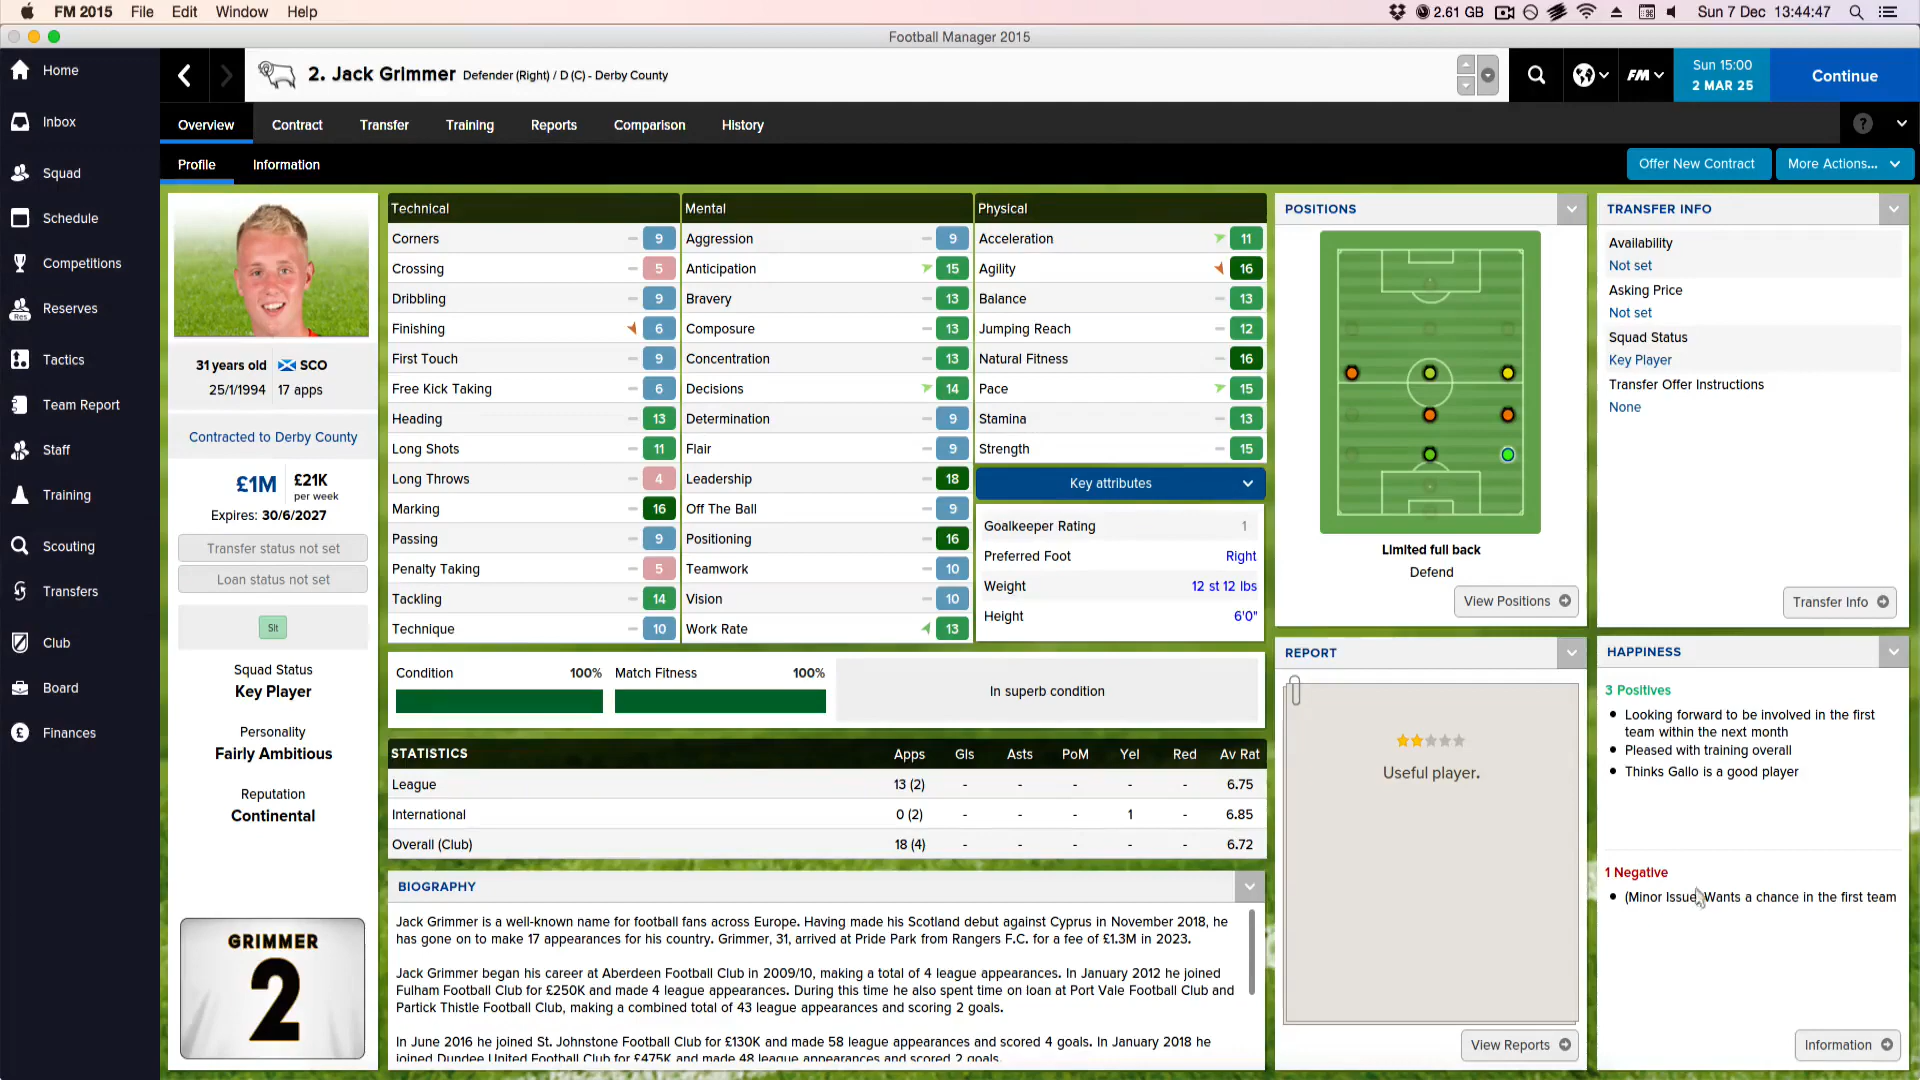 FM 2015 File Edit Window Help
2.61 GB Sun 7 Dec 13:44:47
Football Manager 2015
Home
Inbox
Squad
Schedule
Competitions
Res
Reserves
Tactics
Team Report
Staff
Training
Scouting
Transfers
Club
Board
£ Finances
2. Jack Grimmer Defender (Right) / D (C) - Derby County
FM
Sun 15:00
2 MAR 25
Continue
Overview Contract Transfer Training Reports Comparison History
?
Profile Information
Offer New Contract More Actions...
31 years old SCO
25/1/1994 17 apps
Contracted to Derby County
£1M £21K
per week
Expires: 30/6/2027
Transfer status not set
Loan status not set
Slt
Squad Status
Key Player
Personality
Fairly Ambitious
Reputation
Continental
GRIMMER
2
Technical
Corners 9
Crossing 5
Dribbling 9
Finishing 6
First Touch 9
Free Kick Taking 6
Heading 13
Long Shots 11
Long Throws 4
Marking 16
Passing 9
Penalty Taking 5
Tackling 14
Technique 10
Mental
Aggression 9
Anticipation 15
Bravery 13
Composure 13
Concentration 13
Decisions 14
Determination 9
Flair 9
Leadership 18
Off The Ball 9
Positioning 16
Teamwork 10
Vision 10
Work Rate 13
Physical
Acceleration 11
Agility 16
Balance 13
Jumping Reach 12
Natural Fitness 16
Pace 15
Stamina 13
Strength 15
Key attributes
Goalkeeper Rating 1
Preferred Foot Right
Weight 12 st 12 lbs
Height 6'0"
Condition 100%
Match Fitness 100%
In superb condition
STATISTICS Apps Gls Asts PoM Yel Red Av Rat
League 13 (2) - - - - - 6.75
International 0 (2) - - - 1 - 6.85
Overall (Club) 18 (4) - - - - - 6.72
BIOGRAPHY
Jack Grimmer is a well-known name for football fans across Europe. Having made his Scotland debut against Cyprus in November 2018, he
has gone on to make 17 appearances for his country. Grimmer, 31, arrived at Pride Park from Rangers F.C. for a fee of £1.3M in 2023.
Jack Grimmer began his career at Aberdeen Football Club in 2009/10, making a total of 4 league appearances. In January 2012 he joined
Fulham Football Club for £250K and made 4 league appearances. During this time he also spent time on loan at Port Vale Football Club and
Partick Thistle Football Club, making a combined total of 43 league appearances and scoring 2 goals.
In June 2016 he joined St. Johnstone Football Club for £130K and made 58 league appearances and scored 4 goals. In January 2018 he
joined Dundee United Football Club for £475K and made 48 league appearances and scored 2 goals.
POSITIONS
Limited full back
Defend
View Positions
REPORT
Useful player.
View Reports
TRANSFER INFO
Availability
Not set
Asking Price
Not set
Squad Status
Key Player
Transfer Offer Instructions
None
Transfer Info
HAPPINESS
3 Positives
Looking forward to be involved in the first
team within the next month
Pleased with training overall
Thinks Gallo is a good player
1 Negative
(Minor Issue) Wants a chance in the first team
Information